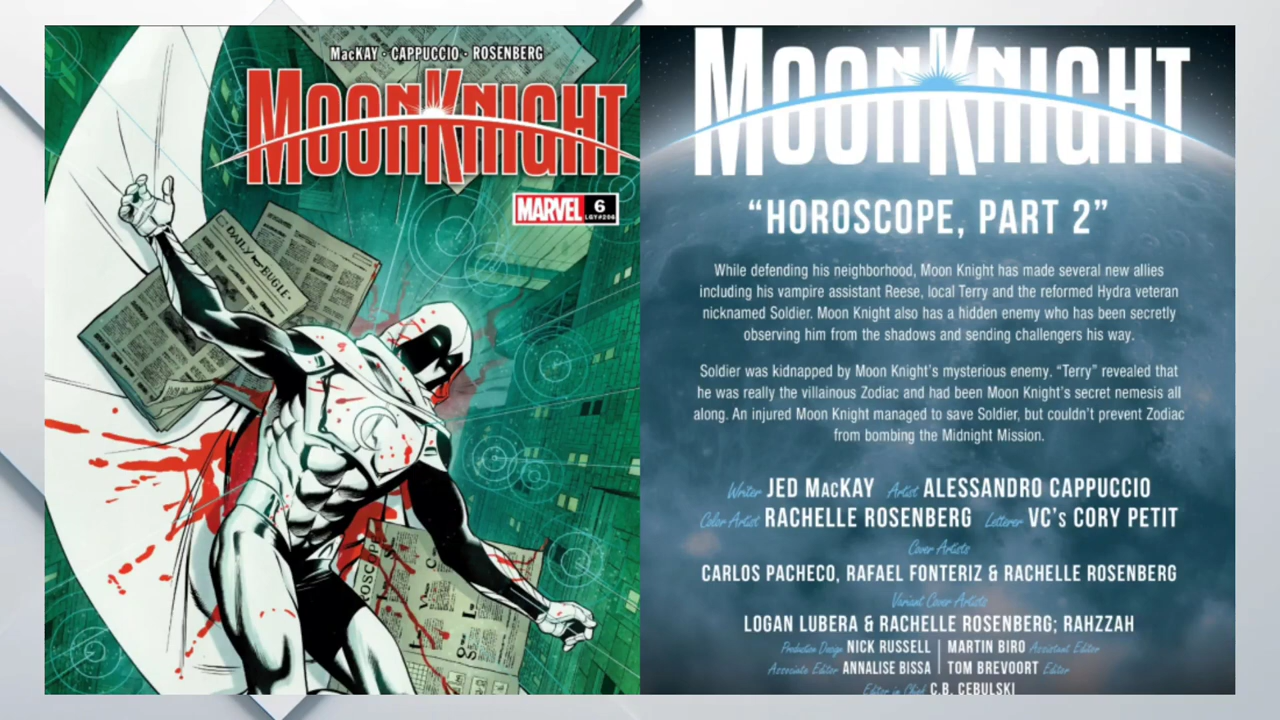 MacKAY · CAPPUCCIO · ROSENBERG
MOONKNIGHT
MARVEL 6
LGY#206
DAILY BUGLE
MOONKNIGHT
“HOROSCOPE, PART 2”
While defending his neighborhood, Moon Knight has made several new allies
including his vampire assistant Reese, local Terry and the reformed Hydra veteran
nicknamed Soldier. Moon Knight also has a hidden enemy who has been secretly
observing him from the shadows and sending challengers his way.
Soldier was kidnapped by Moon Knight’s mysterious enemy. “Terry” revealed that
he was really the villainous Zodiac and had been Moon Knight’s secret nemesis all
along. An injured Moon Knight managed to save Soldier, but couldn’t prevent Zodiac
from bombing the Midnight Mission.
Writer JED MacKAY Artist ALESSANDRO CAPPUCCIO
Color Artist RACHELLE ROSENBERG Letterer VC’s CORY PETIT
Cover Artists
CARLOS PACHECO, RAFAEL FONTERIZ & RACHELLE ROSENBERG
Variant Cover Artists
LOGAN LUBERA & RACHELLE ROSENBERG; RAHZZAH
Production Design NICK RUSSELL | MARTIN BIRO Assistant Editor
Associate Editor ANNALISE BISSA | TOM BREVOORT Editor
Editor in Chief C.B. CEBULSKI